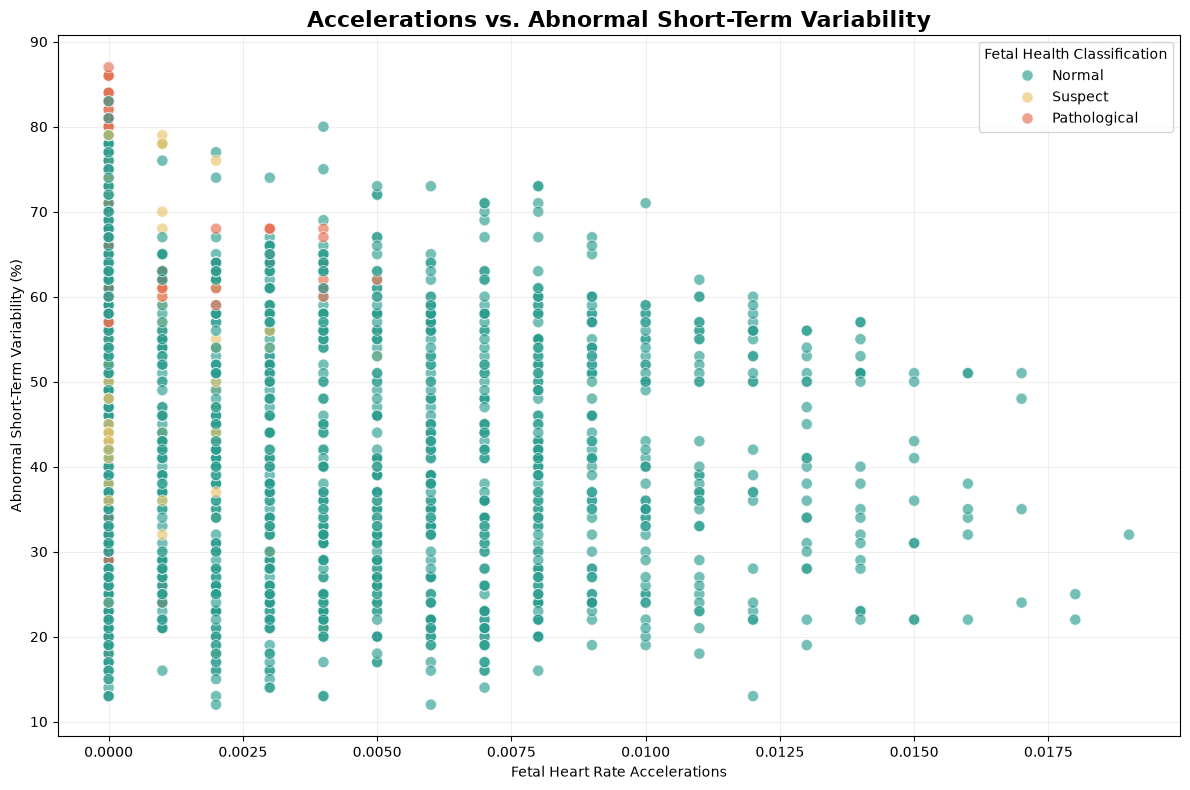 Accelerations vs. Abnormal Short-Term Variability
Fetal Health Classification
Normal
Suspect
Pathological
Abnormal Short-Term Variability (%)
90
80
70
60
50
40
30
20
10
0.0000
0.0025
0.0050
0.0075
0.0100
0.0125
0.0150
0.0175
Fetal Heart Rate Accelerations